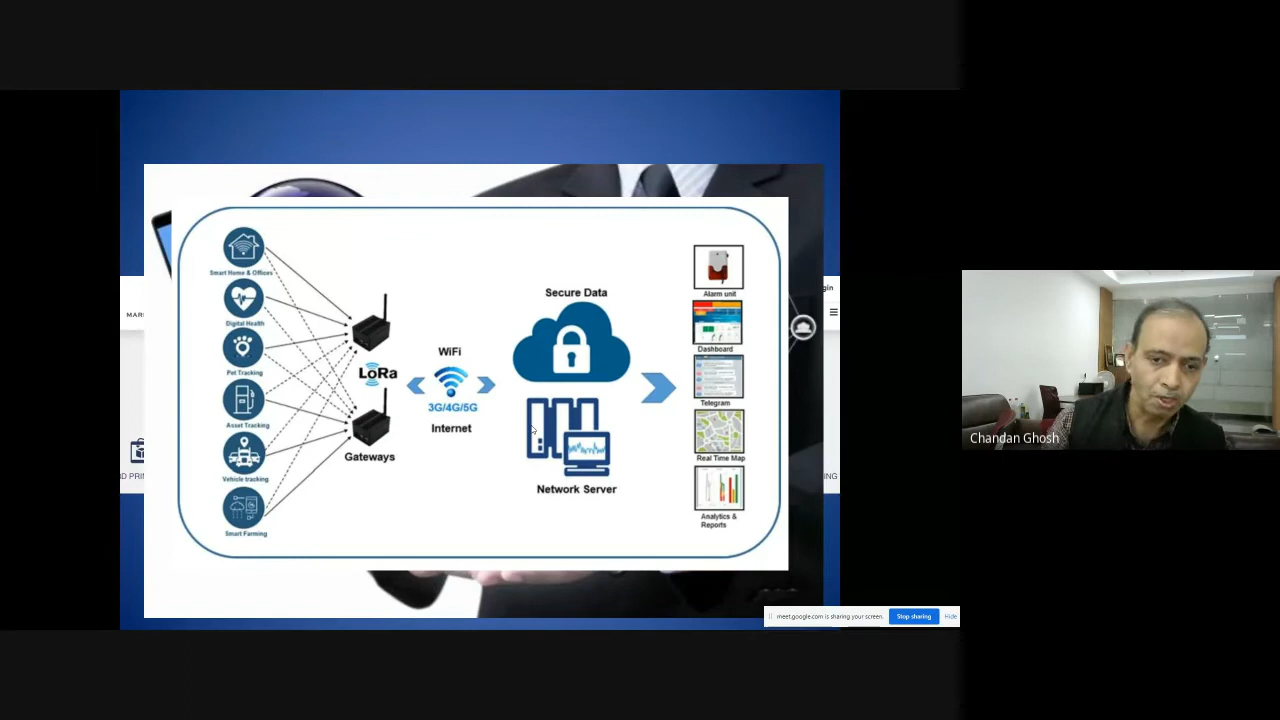 Smart Home & Offices
Digital Health
Pet Tracking
Asset Tracking
Vehicle tracking
Smart Farming
LoRa
Gateways
WiFi
3G/4G/5G
Internet
Secure Data
Network Server
Alarm unit
Dashboard
Telegram
Real Time Map
Analytics &
Reports
Chandan Ghosh
meet.google.com is sharing your screen.
Stop sharing
Hide